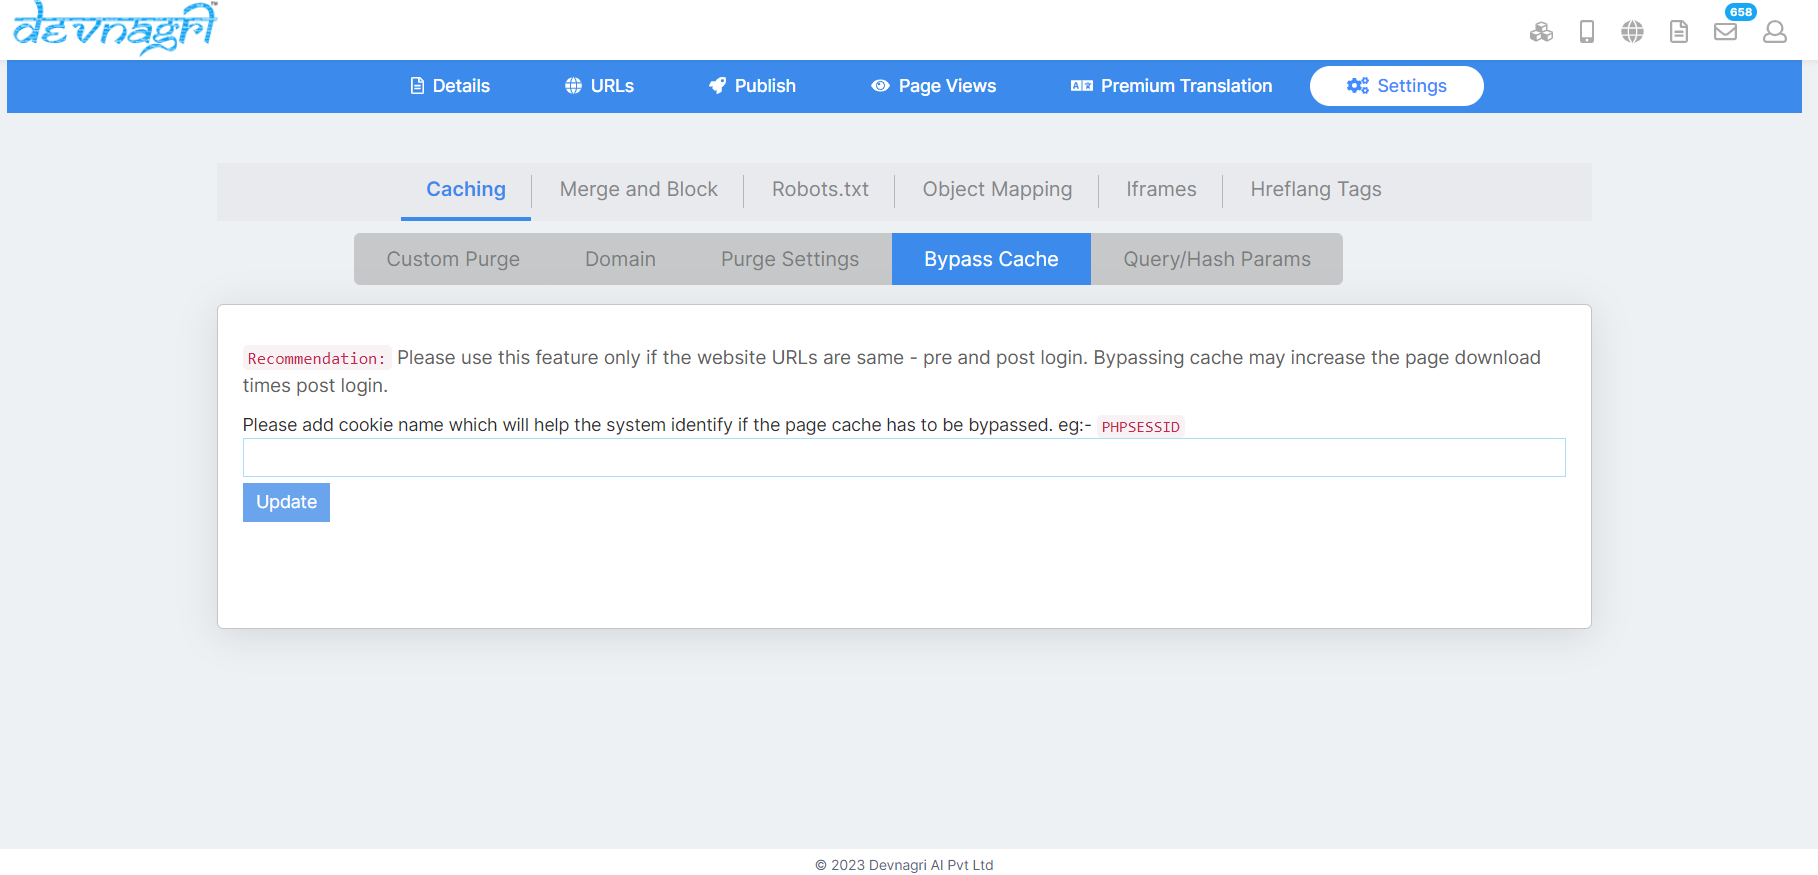 devnagri™
658
Details URLs Publish Page Views Premium Translation Settings
Caching Merge and Block Robots.txt Object Mapping Iframes Hreflang Tags
Custom Purge Domain Purge Settings Bypass Cache Query/Hash Params
Recommendation: Please use this feature only if the website URLs are same - pre and post login. Bypassing cache may increase the page download
times post login.
Please add cookie name which will help the system identify if the page cache has to be bypassed. eg:- PHPSESSID
Update
© 2023 Devnagri AI Pvt Ltd